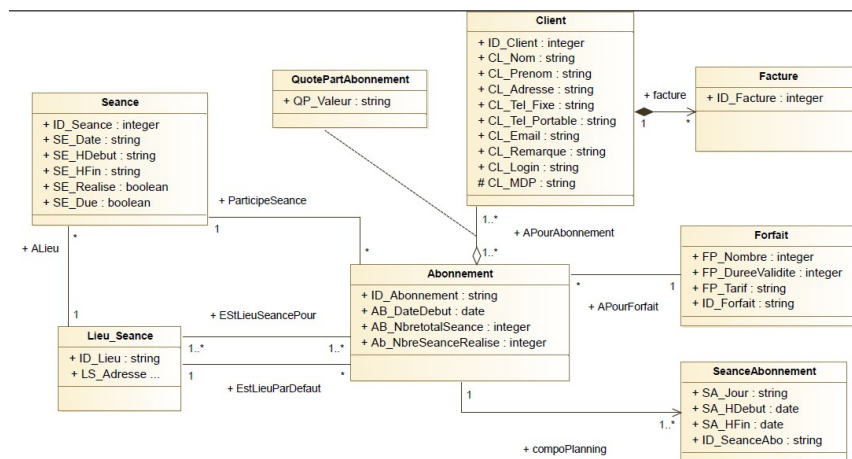 Client
+ ID_Client : integer
+ CL_Nom : string
+ CL_Prenom : string
+ CL_Adresse : string
+ CL_Tel_Fixe : string
+ CL_Tel_Portable : string
+ CL_Email : string
+ CL_Remarque : string
+ CL_Login : string
# CL_MDP : string
QuotePartAbonnement
+ QP_Valeur : string
Facture
+ ID_Facture : integer
+ facture
1
*
Seance
+ ID_Seance : integer
+ SE_Date : string
+ SE_HDebut : string
+ SE_HFin : string
+ SE_Realise : boolean
+ SE_Due : boolean
+ ParticipeSeance
1
*
+ ALieu
*
1
1..*
+ APourAbonnement
1..*
Forfait
+ FP_Nombre : integer
+ FP_DureeValidite : integer
+ FP_Tarif : string
+ ID_Forfait : string
Abonnement
+ ID_Abonnement : string
+ AB_DateDebut : date
+ AB_NbretotalSeance : integer
+ Ab_NbreSeanceRealise : integer
*
1
+ APourForfait
+ EStLieuSeancePour
1..*
1..*
Lieu_Seance
+ ID_Lieu : string
+ LS_Adresse ...
1
*
+ EstLieuParDefaut
SeanceAbonnement
+ SA_Jour : string
+ SA_HDebut : date
+ SA_HFin : date
+ ID_SeanceAbo : string
1
1..*
+ compoPlanning